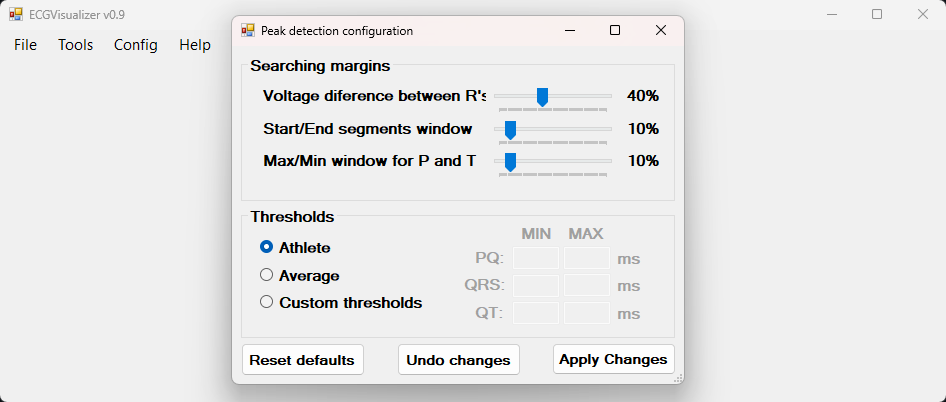 ECGVisualizer v0.9
File Tools Config Help
Peak detection configuration
Searching margins
Voltage diference between R's 40%
Start/End segments window 10%
Max/Min window for P and T 10%
Thresholds
MIN MAX
Athlete
PQ: ms
Average
QRS: ms
Custom thresholds
QT: ms
Reset defaults Undo changes Apply Changes